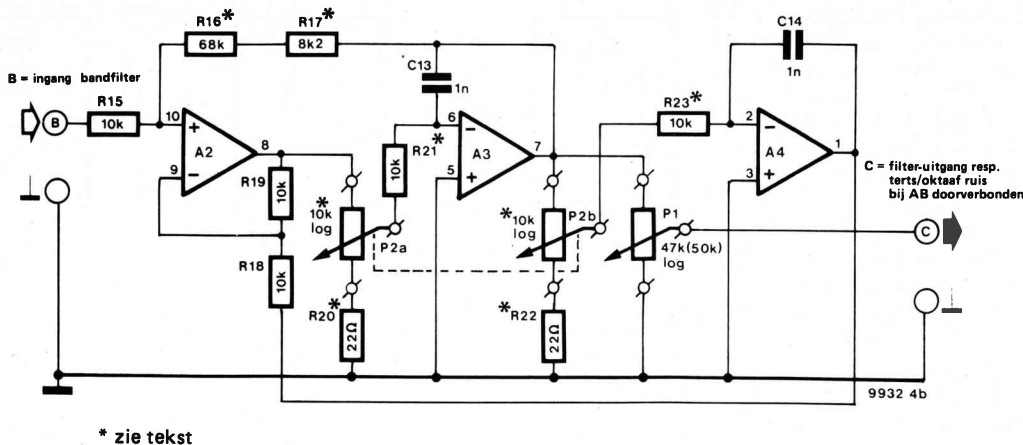 R16*
68k
R17*
8k2
C14
1n
C13
1n
B = ingang bandfilter
B
R15
10k
10
+
A2
8
9
−
R19
10k
R18
10k
*
10k
log
P2a
R20*
22Ω
R21*
10k
6
−
A3
7
5
+
*10k
log
P2b
*R22
22Ω
R23*
10k
2
−
A4
1
3
+
P1
47k(50k)
log
C = filter-uitgang resp.
terts/oktaaf ruis
bij AB doorverbonden
C
9932 4b
* zie tekst